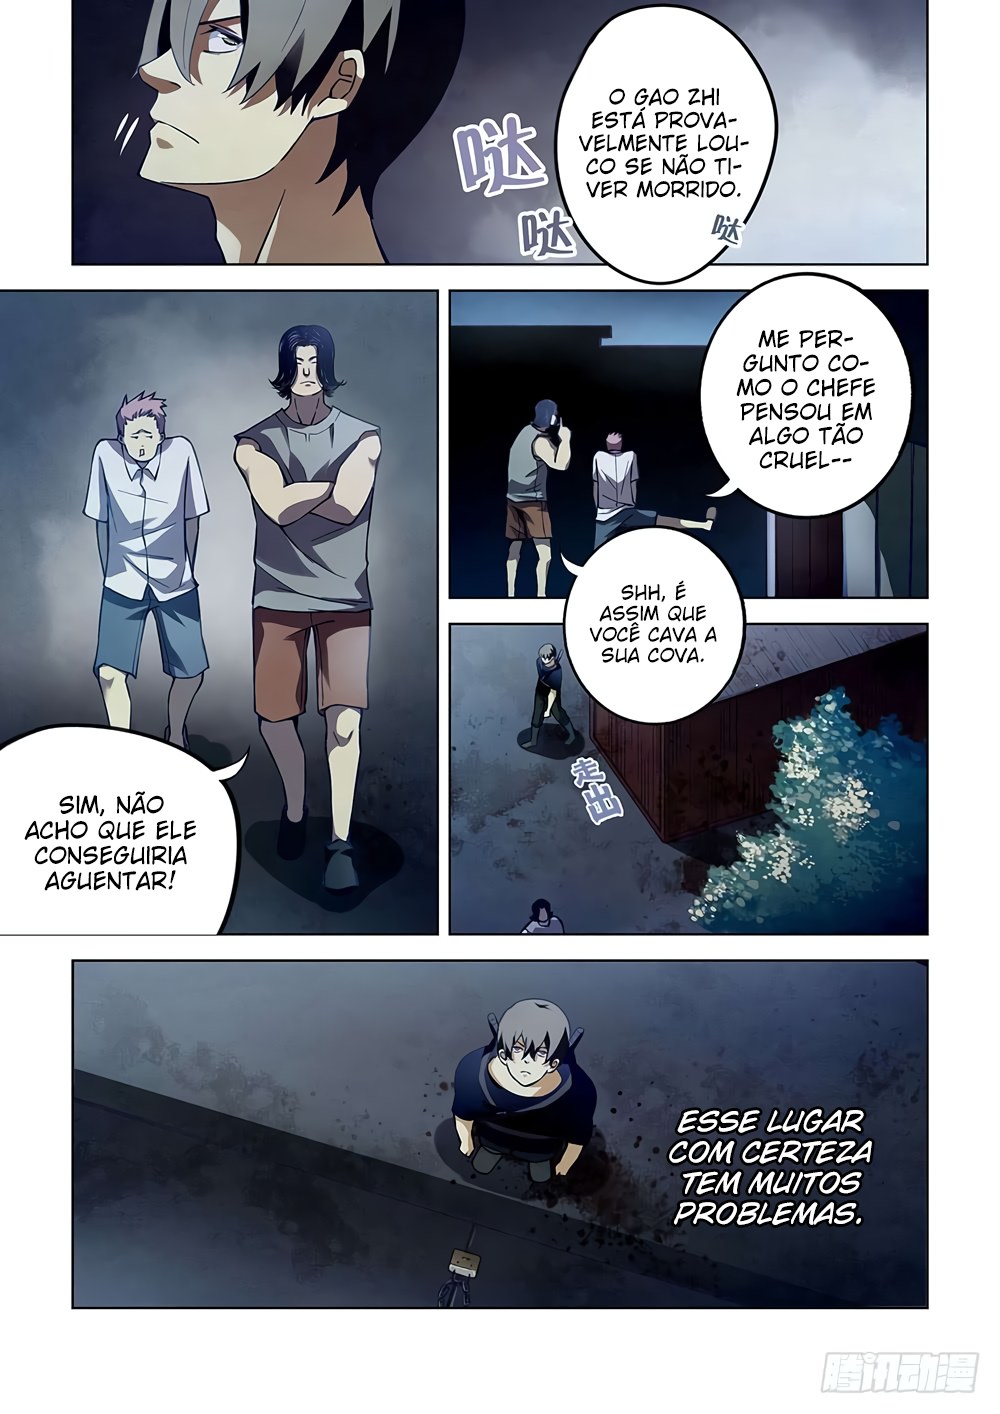 O GAO ZHI
ESTÁ PROVA-
VELMENTE LOU-
CO SE NÃO TI-
VER MORRIDO.
哒
哒
哒
ME PER-
GUNTO CO-
MO O CHEFE
PENSOU EM
ALGO TÃO
CRUEL--
SIM, NÃO
ACHO QUE ELE
CONSEGUIRIA
AGUENTAR!
SHH, É
ASSIM QUE
VOCÊ CAVA A
SUA COVA.
走出
ESSE LUGAR
COM CERTEZA
TEM MUITOS
PROBLEMAS.
腾讯动漫